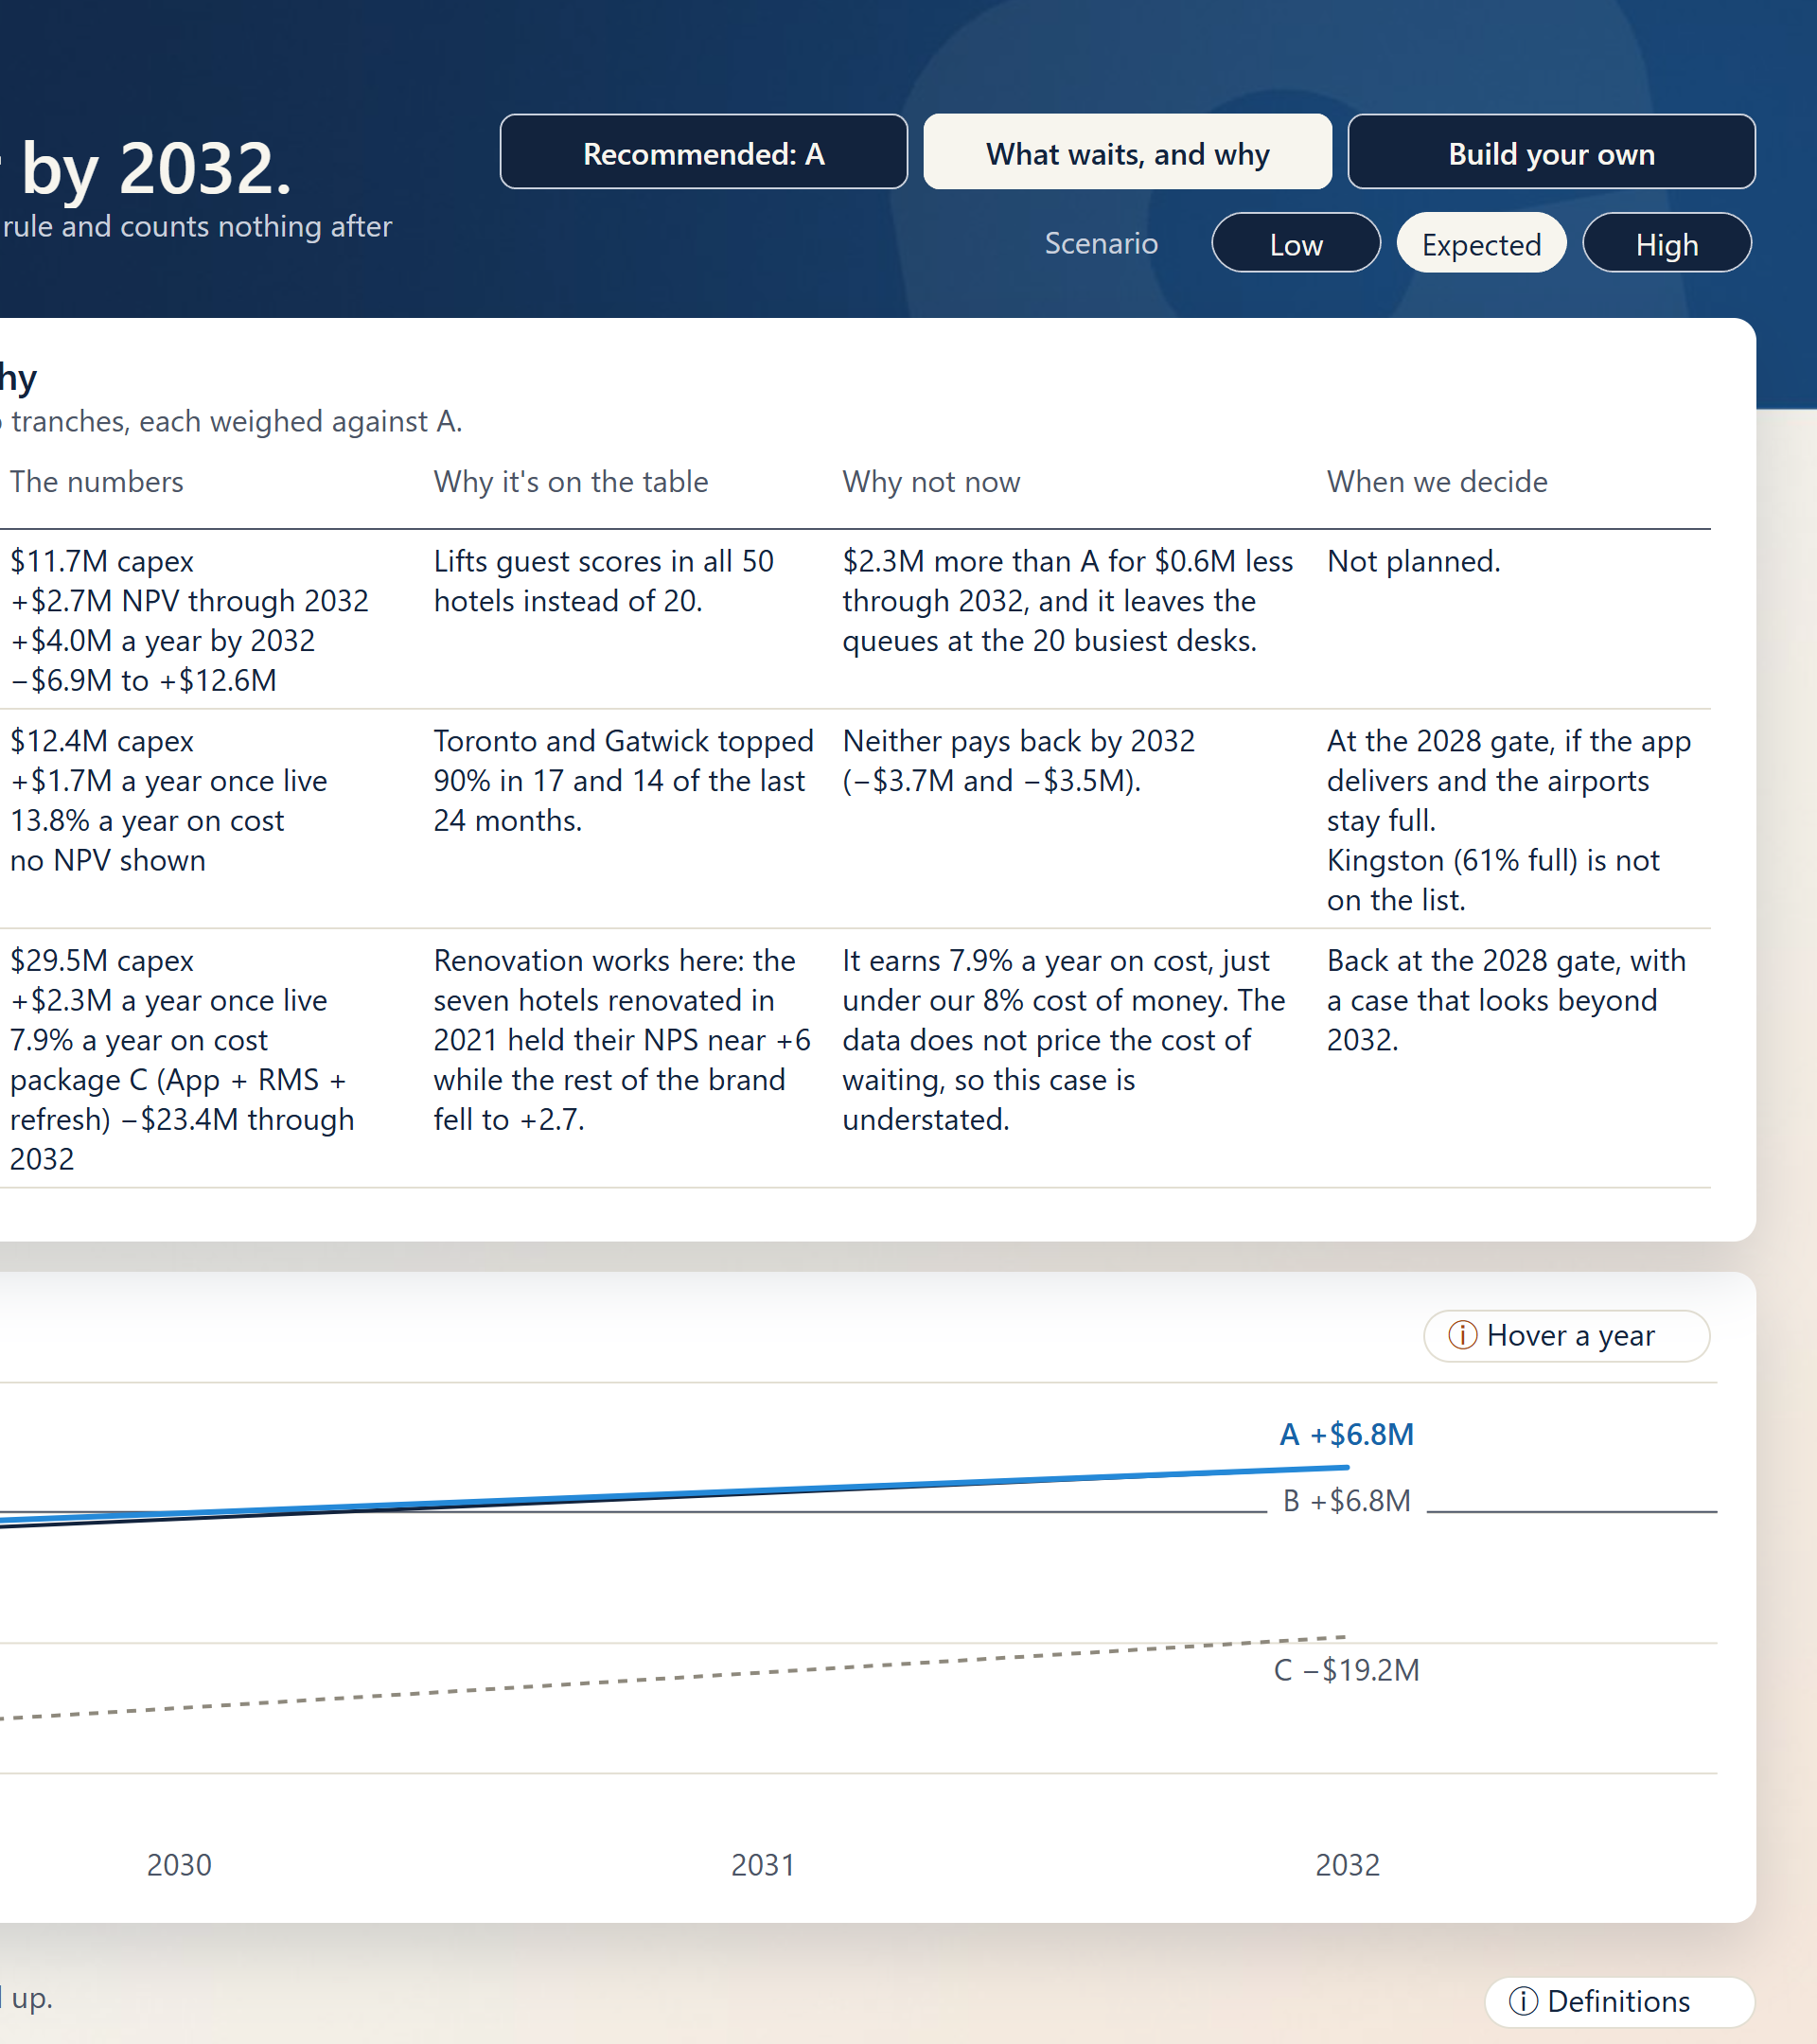 by 2032.
rule and counts nothing after
Recommended: A
What waits, and why
Build your own
Scenario
Low
Expected
High
hy
tranches, each weighed against A.
The numbers
Why it's on the table
Why not now
When we decide
$11.7M capex
+$2.7M NPV through 2032
+$4.0M a year by 2032
−$6.9M to +$12.6M
Lifts guest scores in all 50
hotels instead of 20.
$2.3M more than A for $0.6M less
through 2032, and it leaves the
queues at the 20 busiest desks.
Not planned.
$12.4M capex
+$1.7M a year once live
13.8% a year on cost
no NPV shown
Toronto and Gatwick topped
90% in 17 and 14 of the last
24 months.
Neither pays back by 2032
(−$3.7M and −$3.5M).
At the 2028 gate, if the app
delivers and the airports
stay full.
Kingston (61% full) is not
on the list.
$29.5M capex
+$2.3M a year once live
7.9% a year on cost
package C (App + RMS +
refresh) −$23.4M through
2032
Renovation works here: the
seven hotels renovated in
2021 held their NPS near +6
while the rest of the brand
fell to +2.7.
It earns 7.9% a year on cost, just
under our 8% cost of money. The
data does not price the cost of
waiting, so this case is
understated.
Back at the 2028 gate, with
a case that looks beyond
2032.
ⓘ Hover a year
A +$6.8M
B +$6.8M
C −$19.2M
2030
2031
2032
up.
ⓘ Definitions